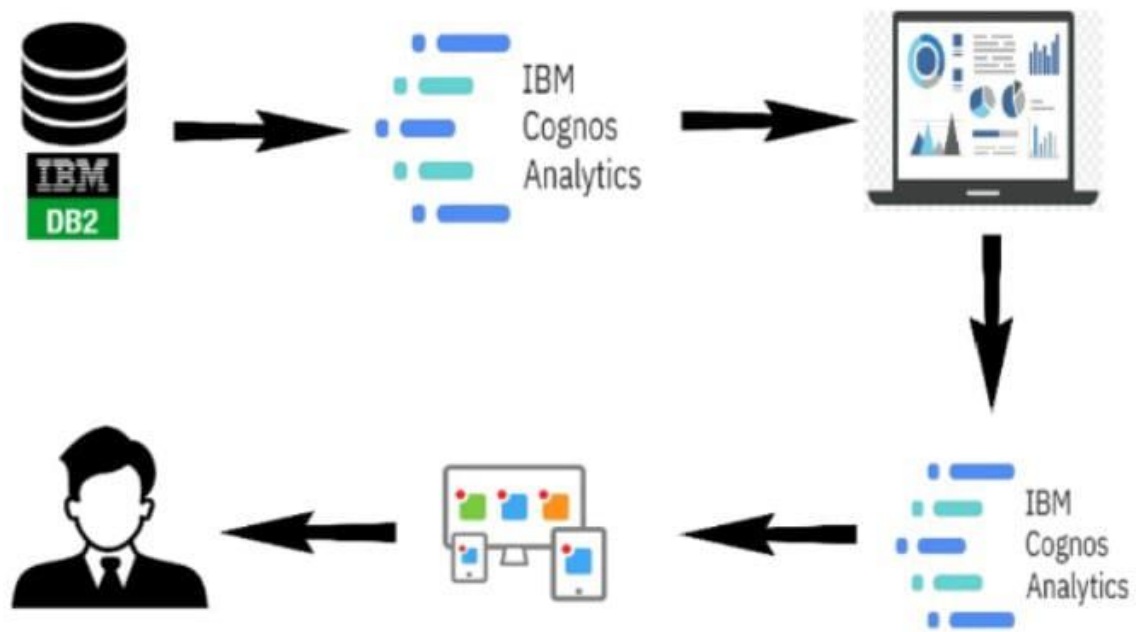 IBM
DB2
IBM
Cognos
Analytics
IBM
Cognos
Analytics